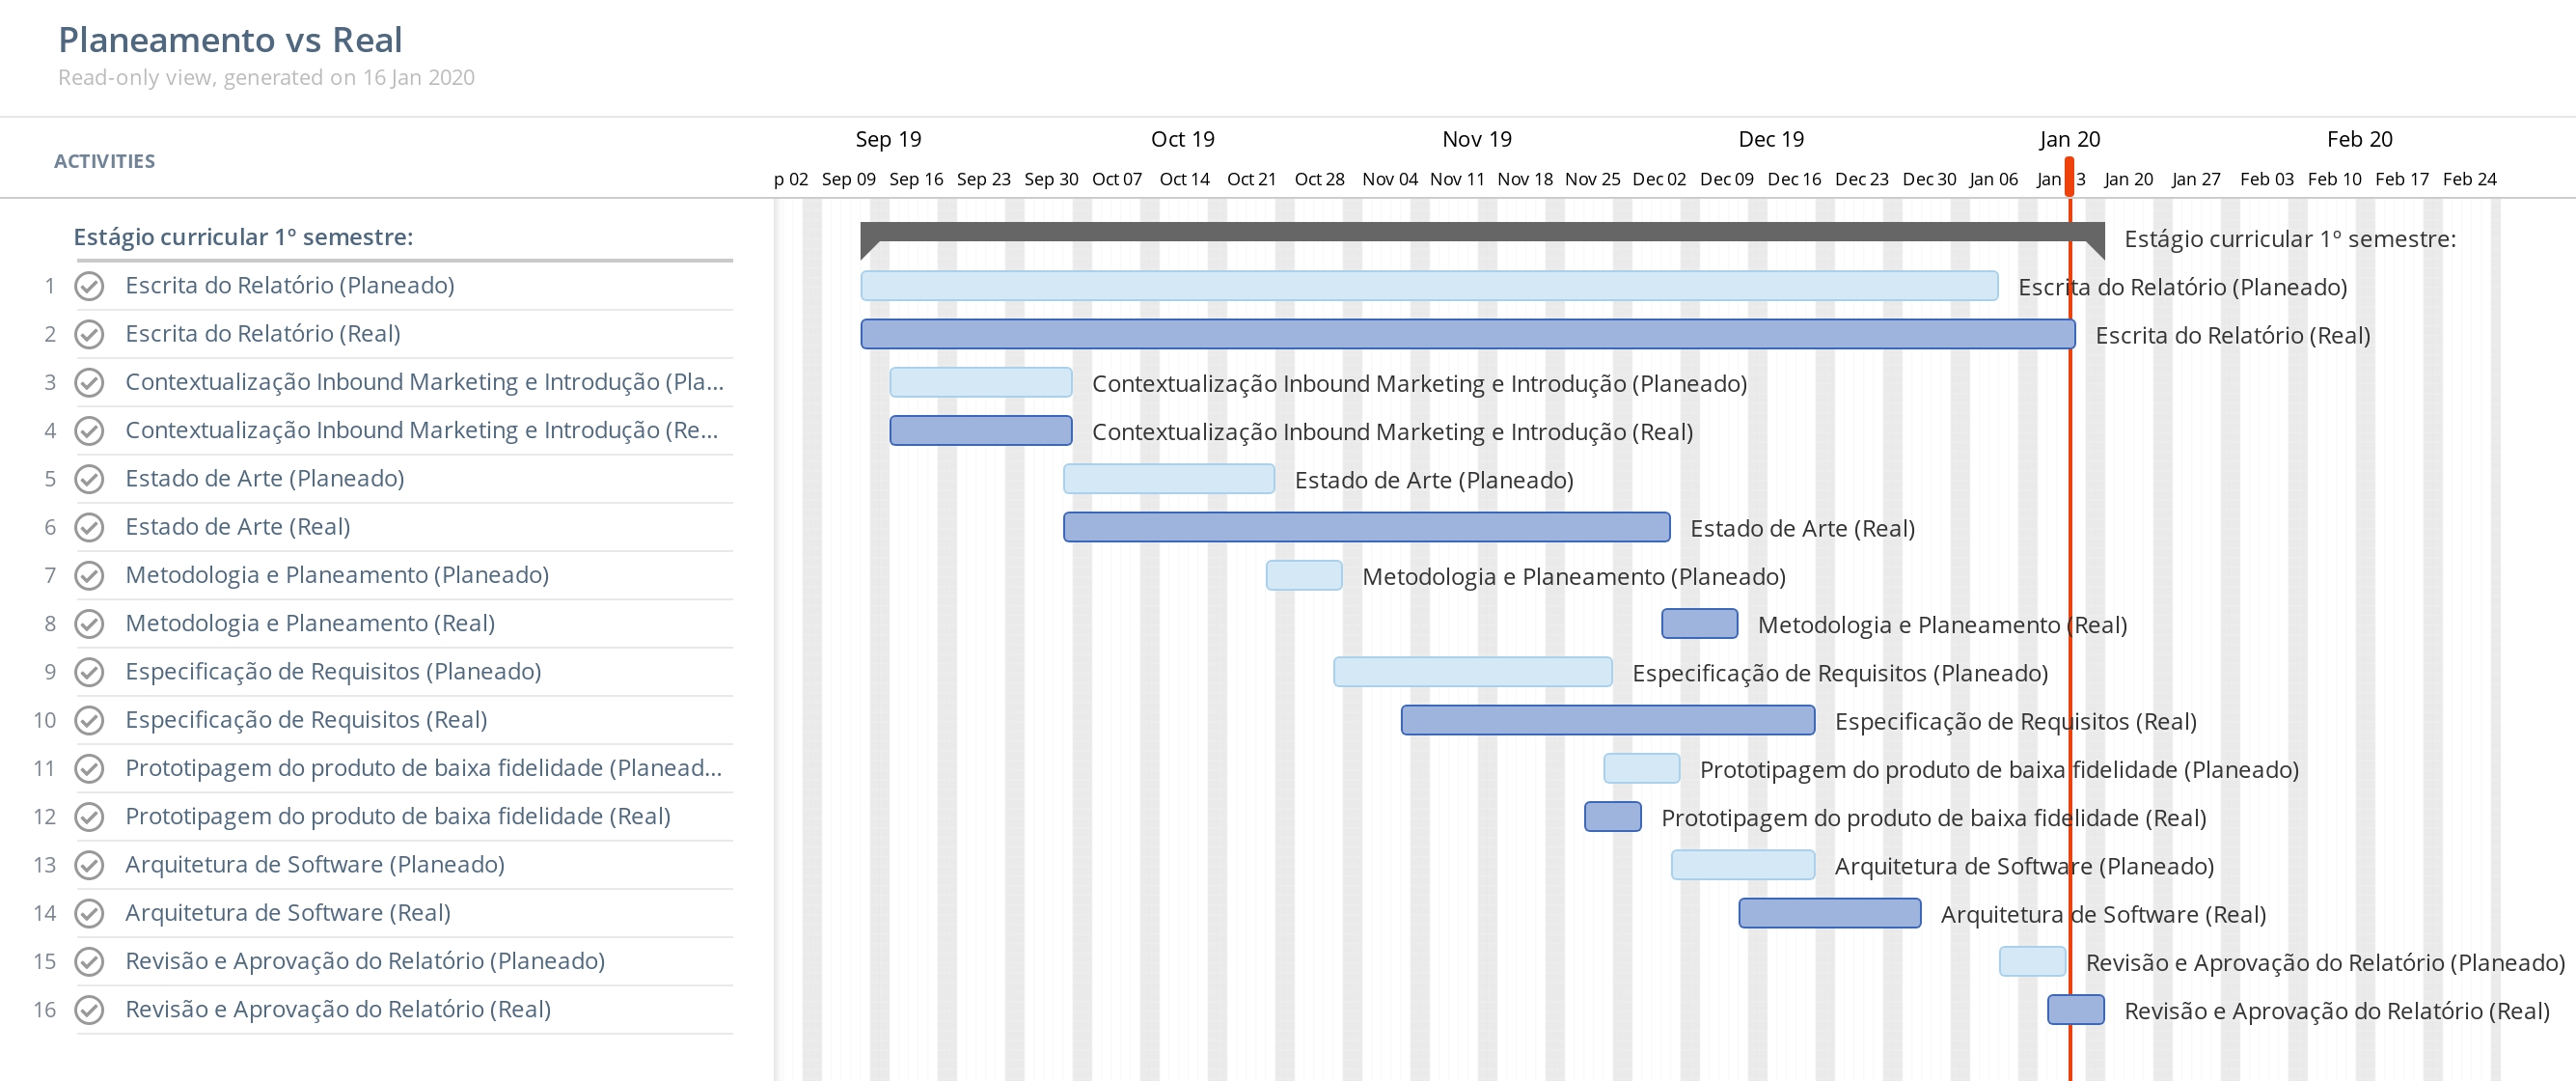 Planeamento vs Real
Read-only view, generated on 16 Jan 2020
ACTIVITIES
Sep 19 Oct 19 Nov 19 Dec 19 Jan 20 Feb 20
p 02 Sep 09 Sep 16 Sep 23 Sep 30 Oct 07 Oct 14 Oct 21 Oct 28 Nov 04 Nov 11 Nov 18 Nov 25 Dec 02 Dec 09 Dec 16 Dec 23 Dec 30 Jan 06 Jan 3 Jan 20 Jan 27 Feb 03 Feb 10 Feb 17 Feb 24
Estágio curricular 1º semestre: Estágio curricular 1º semestre:
1 Escrita do Relatório (Planeado) Escrita do Relatório (Planeado)
2 Escrita do Relatório (Real) Escrita do Relatório (Real)
3 Contextualização Inbound Marketing e Introdução (Pla... Contextualização Inbound Marketing e Introdução (Planeado)
4 Contextualização Inbound Marketing e Introdução (Re... Contextualização Inbound Marketing e Introdução (Real)
5 Estado de Arte (Planeado) Estado de Arte (Planeado)
6 Estado de Arte (Real) Estado de Arte (Real)
7 Metodologia e Planeamento (Planeado) Metodologia e Planeamento (Planeado)
8 Metodologia e Planeamento (Real) Metodologia e Planeamento (Real)
9 Especificação de Requisitos (Planeado) Especificação de Requisitos (Planeado)
10 Especificação de Requisitos (Real) Especificação de Requisitos (Real)
11 Prototipagem do produto de baixa fidelidade (Planead... Prototipagem do produto de baixa fidelidade (Planeado)
12 Prototipagem do produto de baixa fidelidade (Real) Prototipagem do produto de baixa fidelidade (Real)
13 Arquitetura de Software (Planeado) Arquitetura de Software (Planeado)
14 Arquitetura de Software (Real) Arquitetura de Software (Real)
15 Revisão e Aprovação do Relatório (Planeado) Revisão e Aprovação do Relatório (Planeado)
16 Revisão e Aprovação do Relatório (Real) Revisão e Aprovação do Relatório (Real)